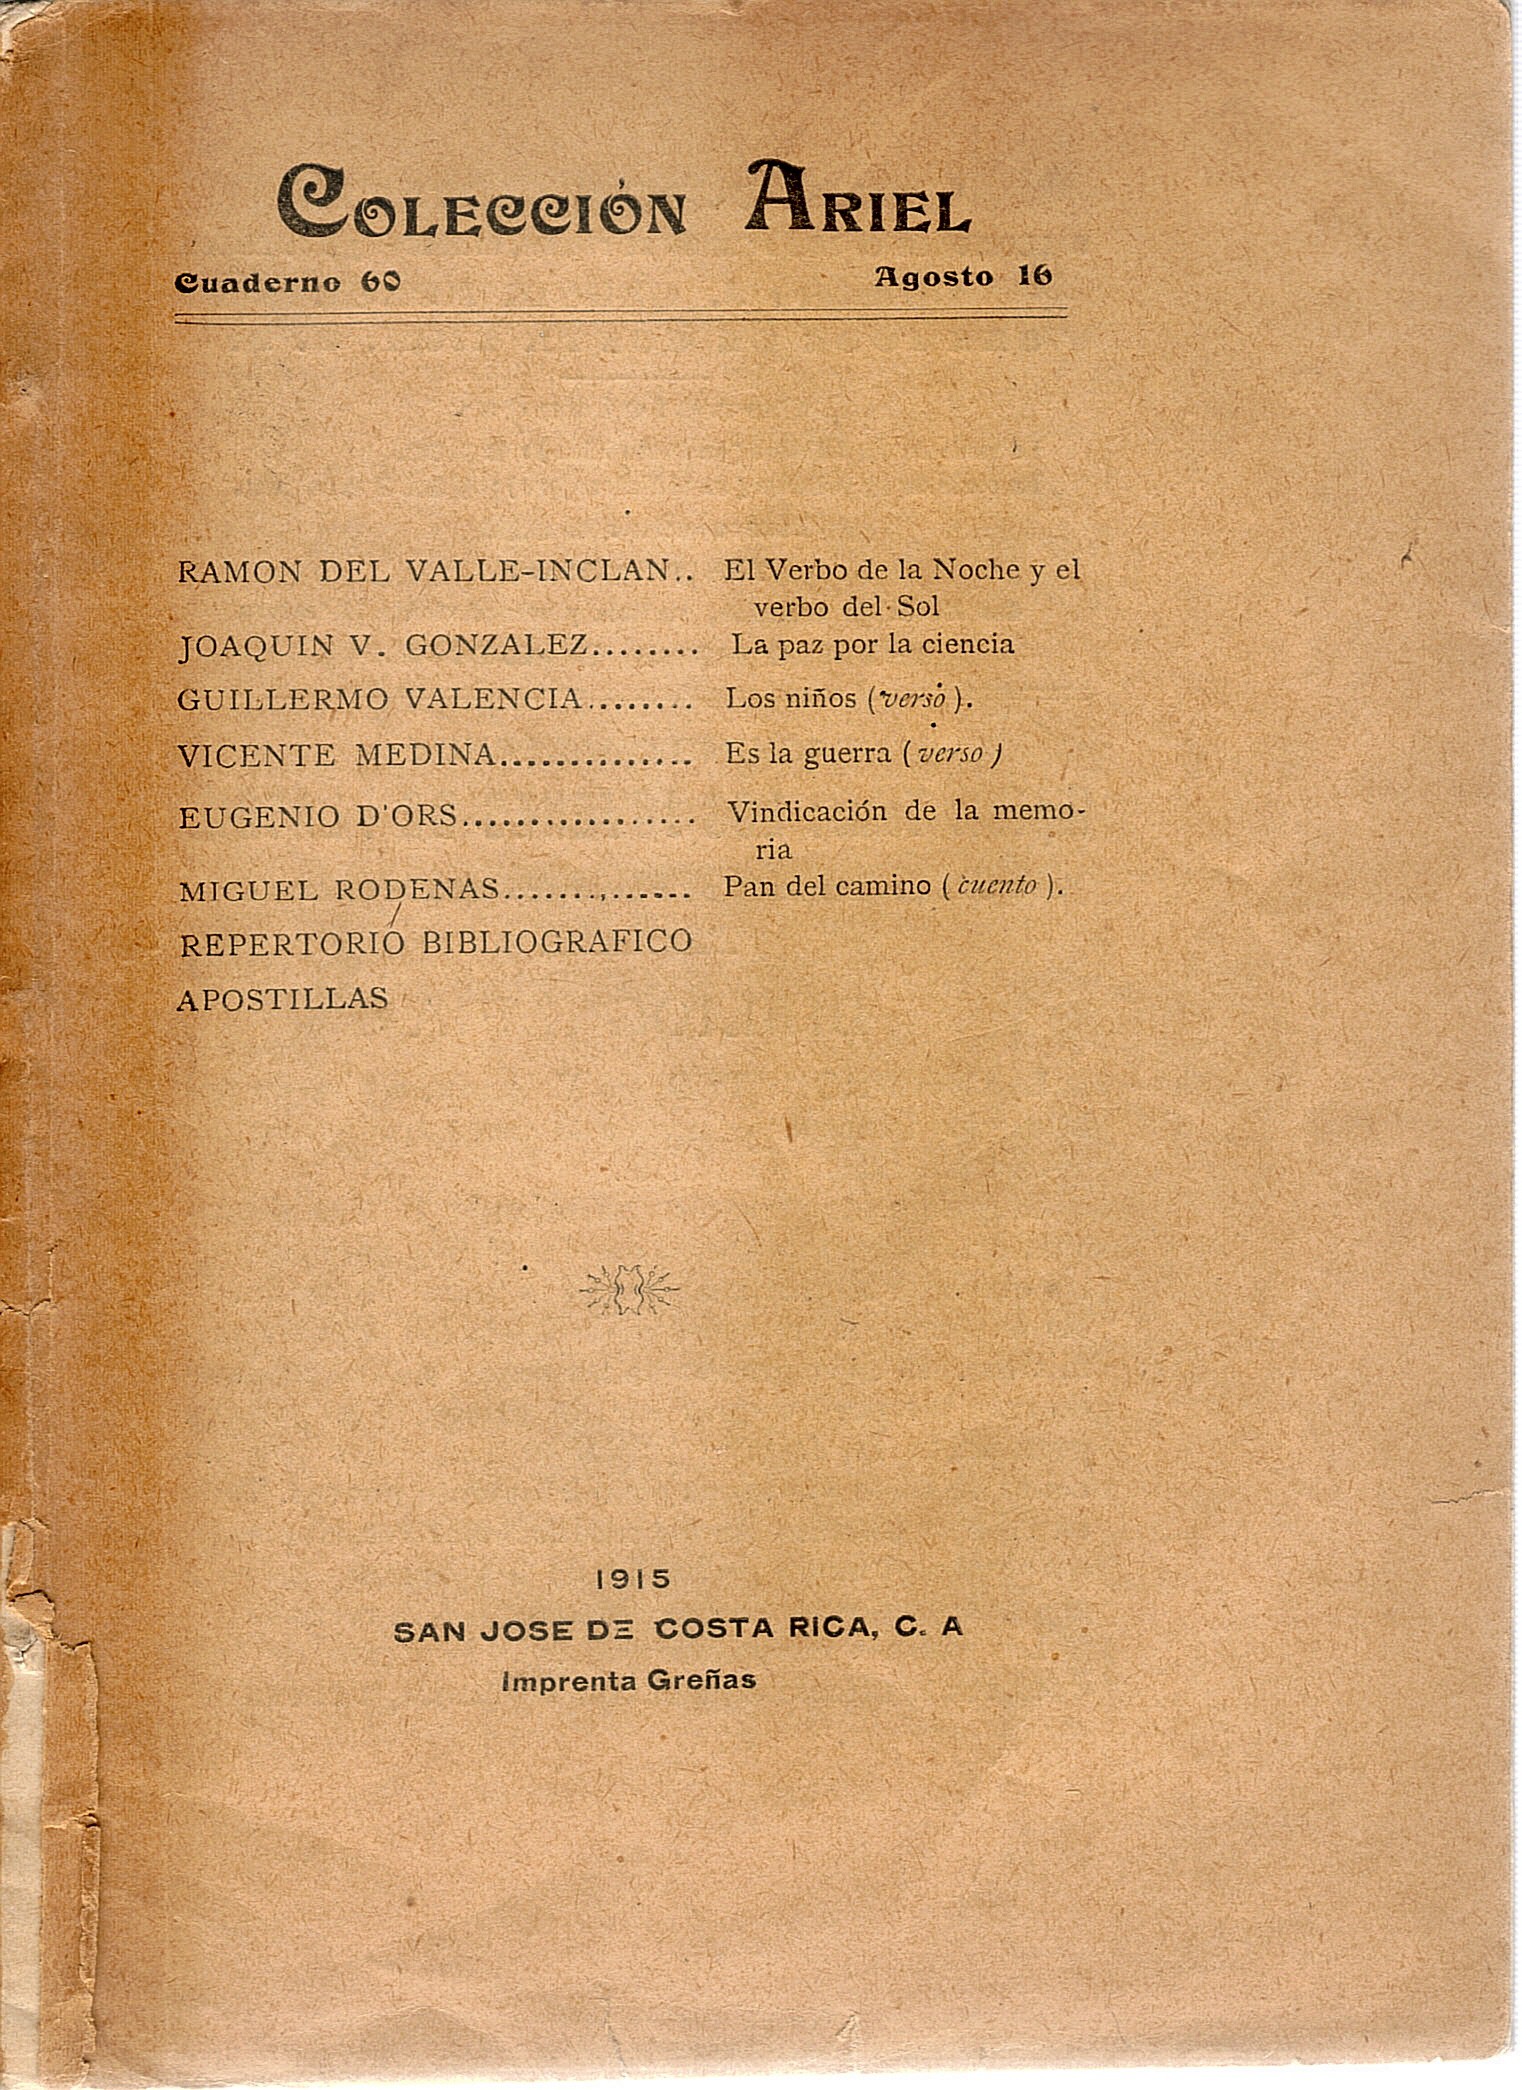 COLECCIÓN ARIEL
Cuaderno 60 Agosto 16
RAMON DEL VALLE-INCLAN.. El Verbo de la Noche y el
verbo del Sol
JOAQUIN V. GONZALEZ........ La paz por la ciencia
GUILLERMO VALENCIA........ Los niños (verso).
VICENTE MEDINA.............. Es la guerra (verso)
EUGENIO D'ORS................. Vindicación de la memo-
ria
MIGUEL RODENAS.............. Pan del camino (cuento).
REPERTORIO BIBLIOGRAFICO
APOSTILLAS
1915
SAN JOSE DE COSTA RICA, C. A
Imprenta Greñas